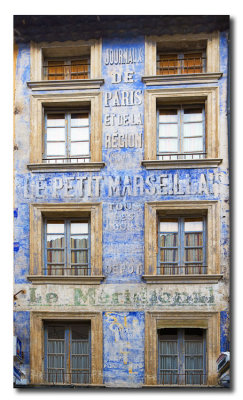 JOURNAUX
DE
PARIS
ET DE LA
RÉGION
LE PETIT MARSEILLAIS
TOUS
LES
DÉPÔT
Le Méridional